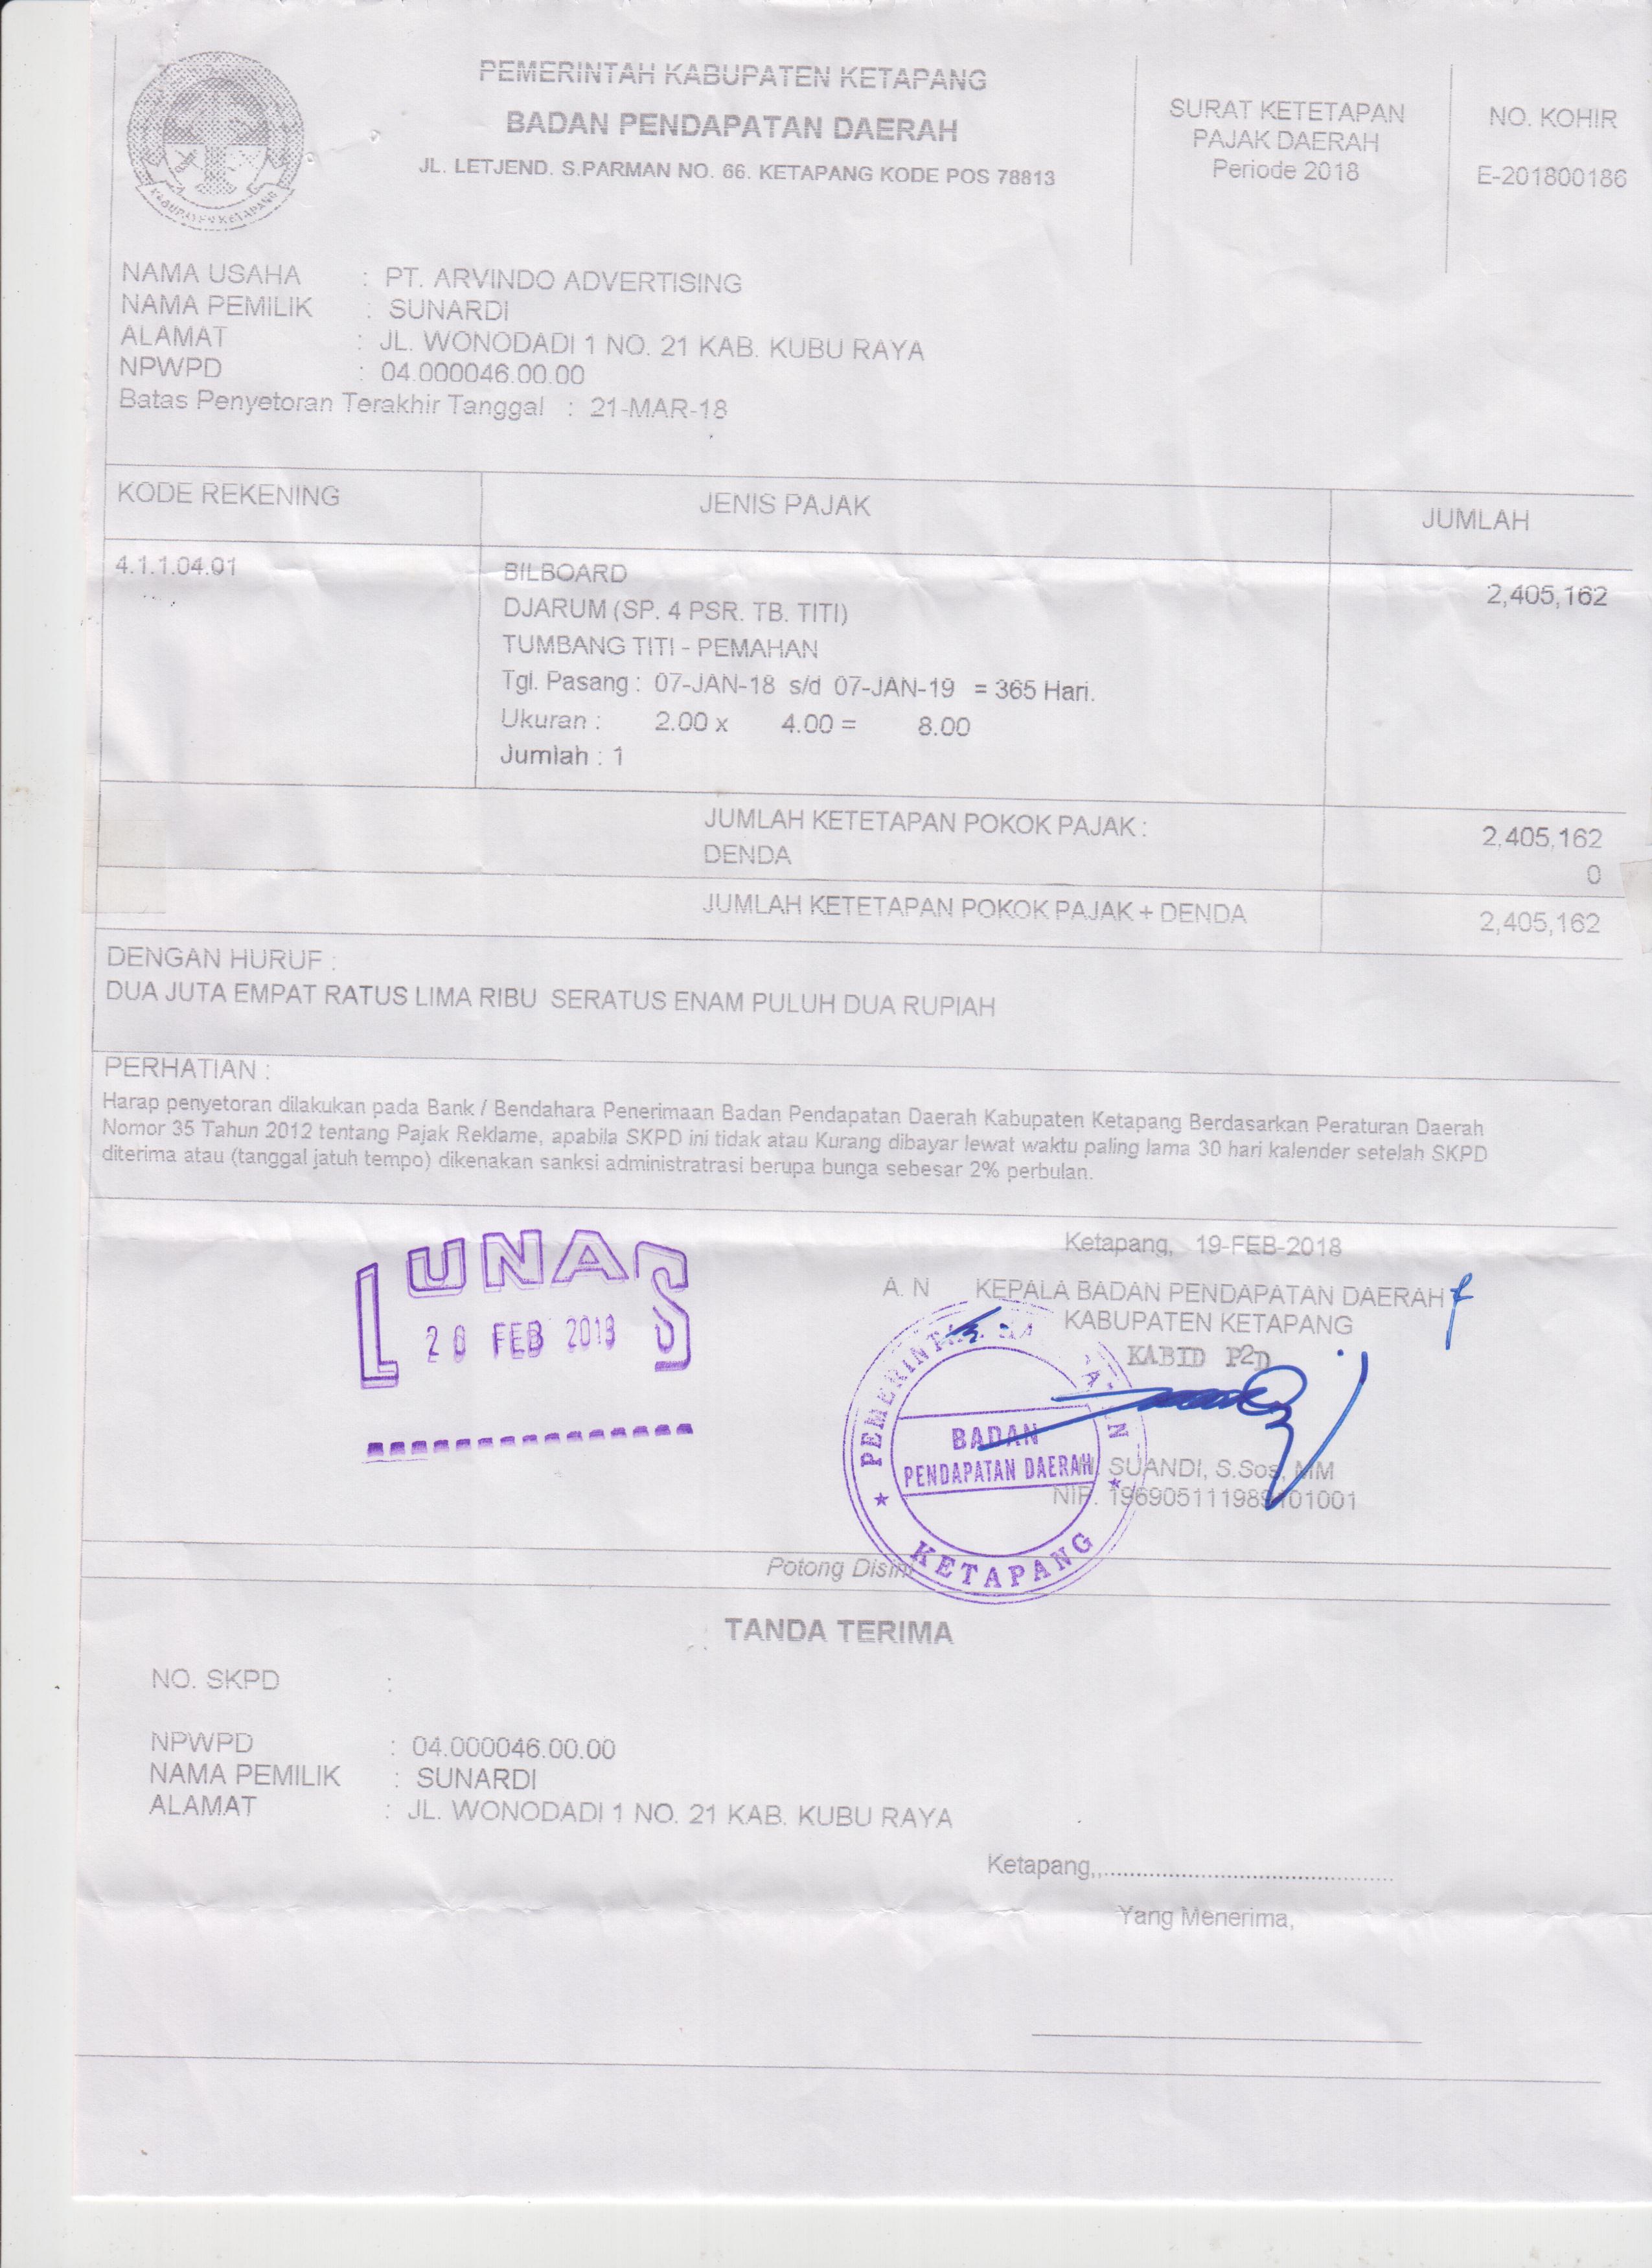 PEMERINTAH KABUPATEN KETAPANG
BADAN PENDAPATAN DAERAH
JL. LETJEND. S.PARMAN NO. 66. KETAPANG KODE POS 78813
KABUPATEN KETAPANG
SURAT KETETAPAN
PAJAK DAERAH
Periode 2018
NO. KOHIR
E-201800186
NAMA USAHA : PT. ARVINDO ADVERTISING
NAMA PEMILIK : SUNARDI
ALAMAT : JL. WONODADI 1 NO. 21 KAB. KUBU RAYA
NPWPD : 04.000046.00.00
Batas Penyetoran Terakhir Tanggal : 21-MAR-18
KODE REKENING JENIS PAJAK JUMLAH
4.1.1.04.01 BILBOARD 2,405,162
DJARUM (SP. 4 PSR. TB. TITI)
TUMBANG TITI - PEMAHAN
Tgl. Pasang : 07-JAN-18 s/d 07-JAN-19 = 365 Hari.
Ukuran : 2.00 x 4.00 = 8.00
Jumlah : 1
JUMLAH KETETAPAN POKOK PAJAK : 2,405,162
DENDA 0
JUMLAH KETETAPAN POKOK PAJAK + DENDA 2,405,162
DENGAN HURUF :
DUA JUTA EMPAT RATUS LIMA RIBU SERATUS ENAM PULUH DUA RUPIAH
PERHATIAN :
Harap penyetoran dilakukan pada Bank / Bendahara Penerimaan Badan Pendapatan Daerah Kabupaten Ketapang Berdasarkan Peraturan Daerah
Nomor 35 Tahun 2012 tentang Pajak Reklame, apabila SKPD ini tidak atau Kurang dibayar lewat waktu paling lama 30 hari kalender setelah SKPD
diterima atau (tanggal jatuh tempo) dikenakan sanksi administratrasi berupa bunga sebesar 2% perbulan.
LUNAS
FEB
Ketapang, 19-FEB-2018
A. N KEPALA BADAN PENDAPATAN DAERAH
KABUPATEN KETAPANG
KABID P2D
PEMERINTAH
BADAN
PENDAPATAN DAERAH
KETAPANG
SUANDI, S.Sos, MM
NIP. 196905111989101001
Potong Disini
TANDA TERIMA
NO. SKPD :
NPWPD : 04.000046.00.00
NAMA PEMILIK : SUNARDI
ALAMAT : JL. WONODADI 1 NO. 21 KAB. KUBU RAYA
Ketapang,,..............................................
Yang Menerima,